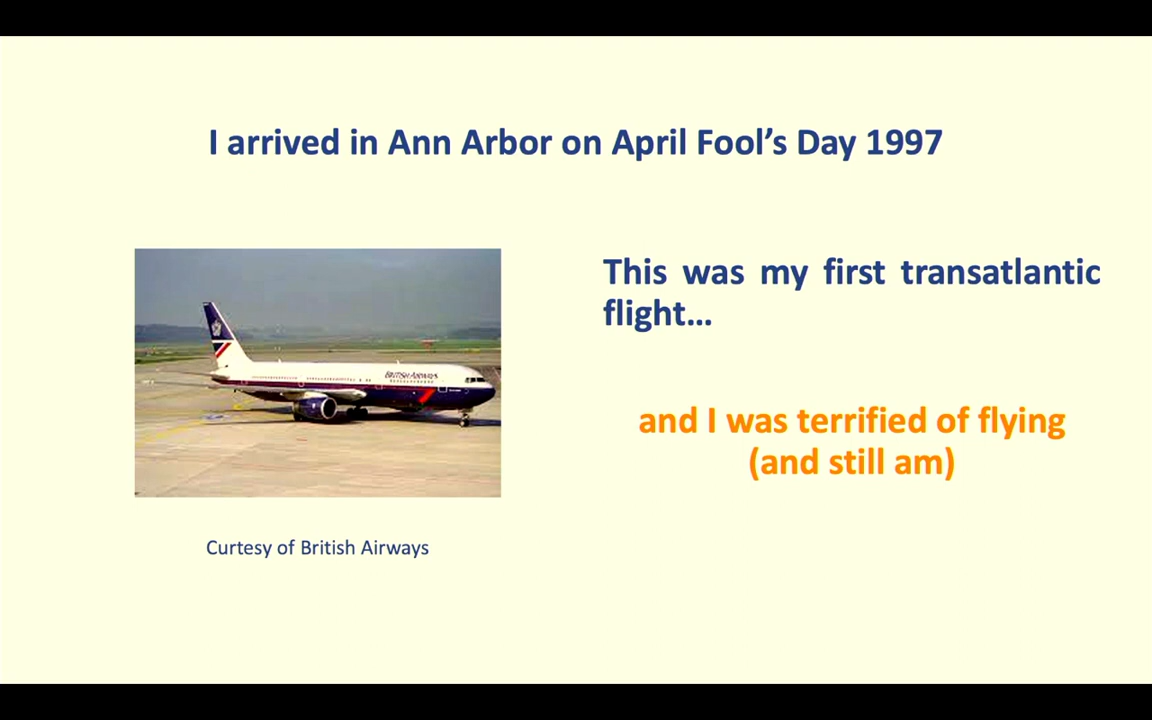 I arrived in Ann Arbor on April Fool’s Day 1997
This was my first transatlantic
flight…
BRITISH AIRWAYS
and I was terrified of flying
(and still am)
Curtesy of British Airways